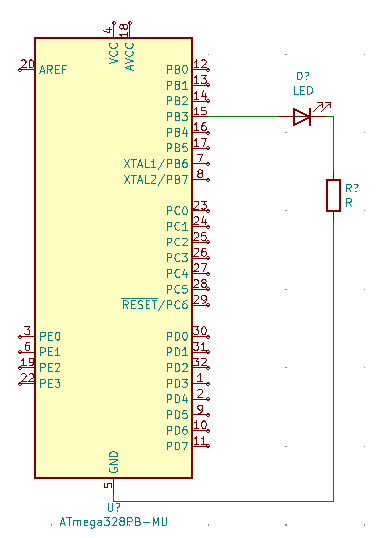 4 18
VCC AVCC
20 AREF
PB0 12
PB1 13
PB2 14
PB3 15
PB4 16
PB5 17
XTAL1/PB6 7
XTAL2/PB7 8
PC0 23
PC1 24
PC2 25
PC3 26
PC4 27
PC5 28
RESET/PC6 29
3 PE0 PD0 30
6 PE1 PD1 31
19 PE2 PD2 32
22 PE3 PD3 1
PD4 2
PD5 9
PD6 10
PD7 11
GND
5
U?
ATmega328PB-MU
D?
LED
R?
R